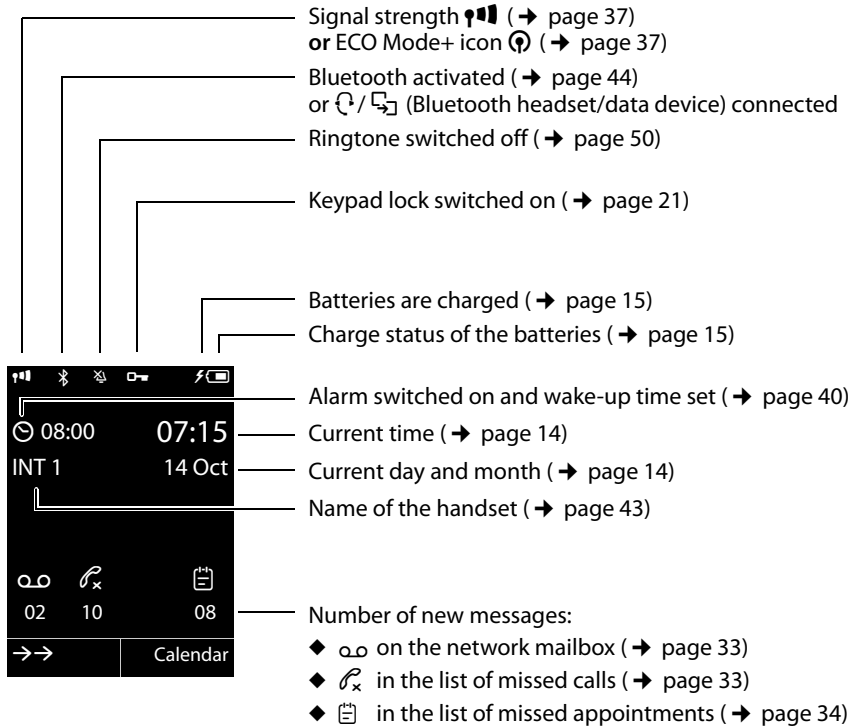 Signal strength (➔ page 37)
or ECO Mode+ icon (➔ page 37)
Bluetooth activated (➔ page 44)
or / (Bluetooth headset/data device) connected
Ringtone switched off (➔ page 50)
Keypad lock switched on (➔ page 21)
Batteries are charged (➔ page 15)
Charge status of the batteries (➔ page 15)
Alarm switched on and wake-up time set (➔ page 40)
08:00 07:15
Current time (➔ page 14)
INT 1 14 Oct
Current day and month (➔ page 14)
Name of the handset (➔ page 43)
02 10 08
Number of new messages:
→→ Calendar
◆ on the network mailbox (➔ page 33)
◆ in the list of missed calls (➔ page 33)
◆ in the list of missed appointments (➔ page 34)